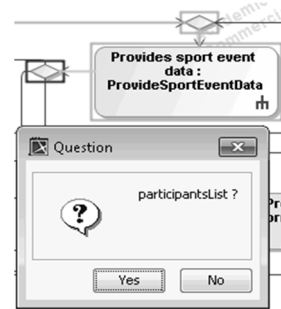 Provides sport event
data :
ProvideSportEventData
Question
participantsList ?
Yes
No